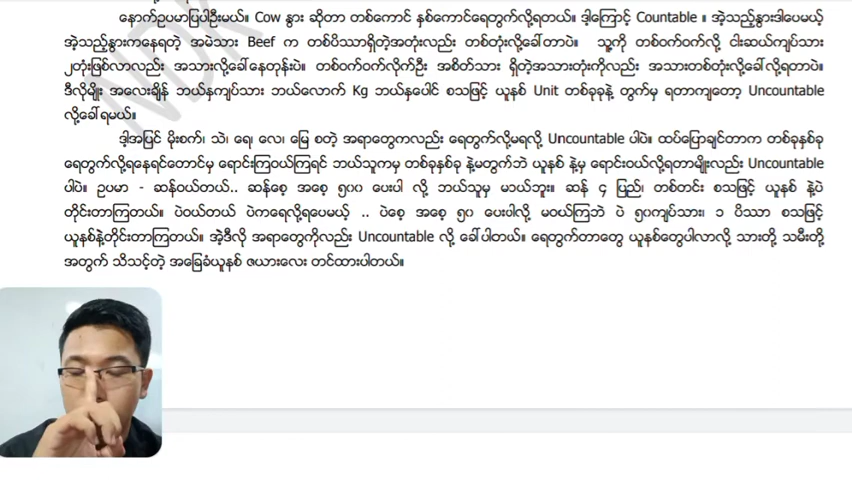 နောက်ဥပမာပြပါဦးမယ်။ Cow နွား ဆိုတာ တစ်ကောင် နှစ်ကောင်ရေတွက်လို့ရတယ်။ ဒါ့ကြောင့် Countable ။ အဲ့သည့်နွားဒါပေမယ့်
အဲ့သည့်နွားကနေရတဲ့ အမဲသား Beef က တစ်ပိဿာရှိတဲ့အတုံးလည်း တစ်တုံးလို့ခေါ်တာပဲ။ သူ့ကို တစ်ဝက်ဝက်လို့ ငါးဆယ်ကျပ်သား
၂တုံးဖြစ်လာလည်း အသားလို့ခေါ်နေတုန်းပဲ။ တစ်ဝက်ဝက်လိုက်ဦး အစိတ်သား ရှိတဲ့အသားတုံးကိုလည်း အသားတစ်တုံးလို့ခေါ်လို့ရတာပဲ။
ဒီလိုမျိုး အလေးချိန် ဘယ်နှကျပ်သား ဘယ်လောက် Kg ဘယ်နှပေါင် စသဖြင့် ယူနစ် Unit တစ်ခုခုနဲ့ တွက်မှ ရတာကျတော့ Uncountable
လို့ခေါ်ရမယ်။
ဒါ့အပြင် မိုးစက်၊ သဲ၊ ရေ၊ လေ၊ မြေ စတဲ့ အရာတွေကလည်း ရေတွက်လို့မရလို့ Uncountable ပါပဲ။ ထပ်ပြောချင်တာက တစ်ခုနှစ်ခု
ရေတွက်လို့ရနေရင်တောင်မှ ရောင်းကြဝယ်ကြရင် ဘယ်သူကမှ တစ်ခုနှစ်ခု နဲ့မတွက်ဘဲ ယူနစ် နဲ့မှ ရောင်းဝယ်လို့ရတာမျိုးလည်း Uncountable
ပါပဲ။ ဥပမာ - ဆန်ဝယ်တယ်.. ဆန်စေ့ အစေ့ ၅၀၀ ပေးပါ လို့ ဘယ်သူမှ မဝယ်ဘူး။ ဆန် ၄ ပြည်၊ တစ်တင်း စသဖြင့် ယူနစ် နဲ့ပဲ
တိုင်းတာကြတယ်။ ပဲဝယ်တယ် ပဲကရေလို့ရပေမယ့် .. ပဲစေ့ အစေ့ ၅၀ ပေးပါလို့ မဝယ်ကြဘဲ ပဲ ၅၀ကျပ်သား၊ ၁ ပိဿာ စသဖြင့်
ယူနစ်နဲ့တိုင်းတာကြတယ်။ အဲ့ဒီလို အရာတွေကိုလည်း Uncountable လို့ ခေါ်ပါတယ်။ ရေတွက်တာတွေ ယူနစ်တွေပါလာလို့ သားတို့ သမီးတို့
အတွက် သိသင့်တဲ့ အခြေခံယူနစ် ဇယားလေး တင်ထားပါတယ်။